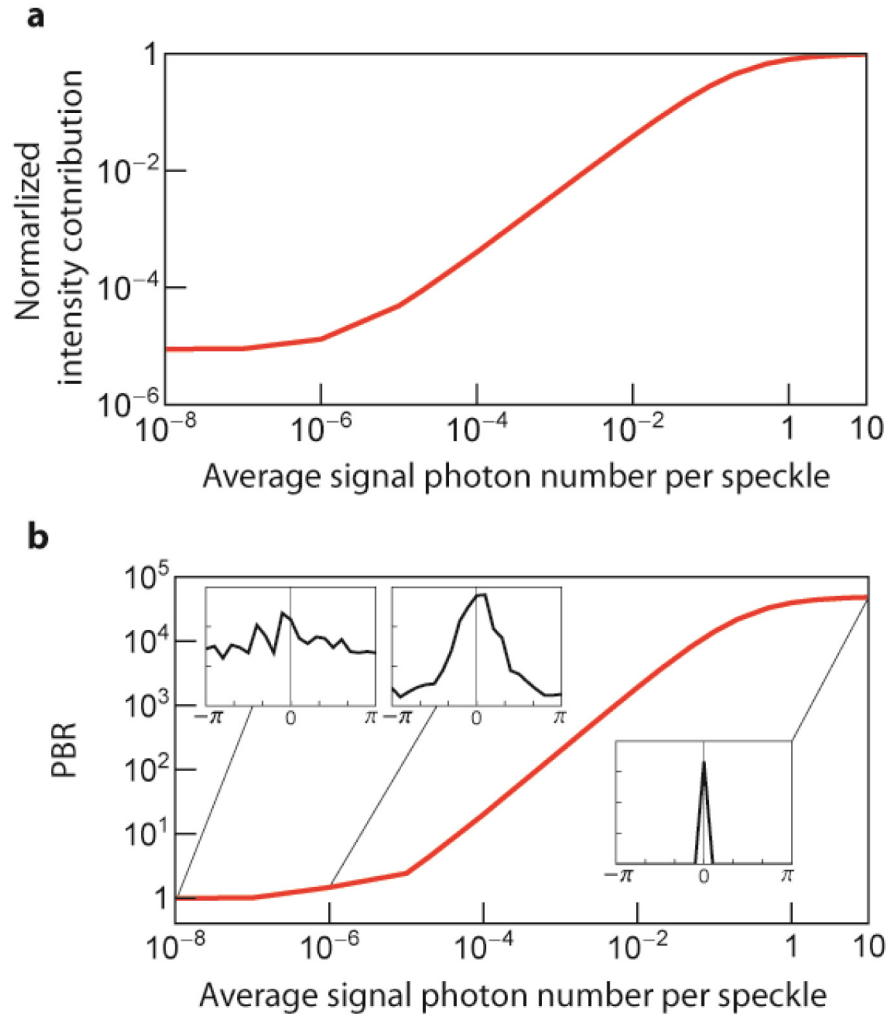 a
Normarlized
intensity cotnribution
1
10⁻²
10⁻⁴
10⁻⁶
10⁻⁸ 10⁻⁶ 10⁻⁴ 10⁻² 1 10
Average signal photon number per speckle
b
PBR
10⁵
10⁴
10³
10²
10¹
1
−π 0 π
−π 0 π
−π 0 π
10⁻⁸ 10⁻⁶ 10⁻⁴ 10⁻² 1 10
Average signal photon number per speckle